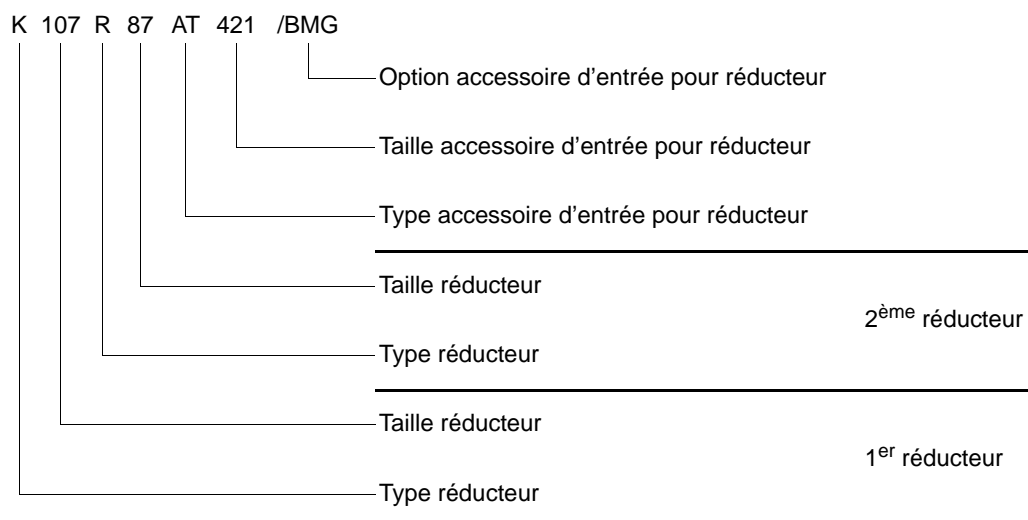 K 107 R 87 AT 421 /BMG
Option accessoire d'entrée pour réducteur
Taille accessoire d'entrée pour réducteur
Type accessoire d'entrée pour réducteur
Taille réducteur
2ème réducteur
Type réducteur
Taille réducteur
1er réducteur
Type réducteur